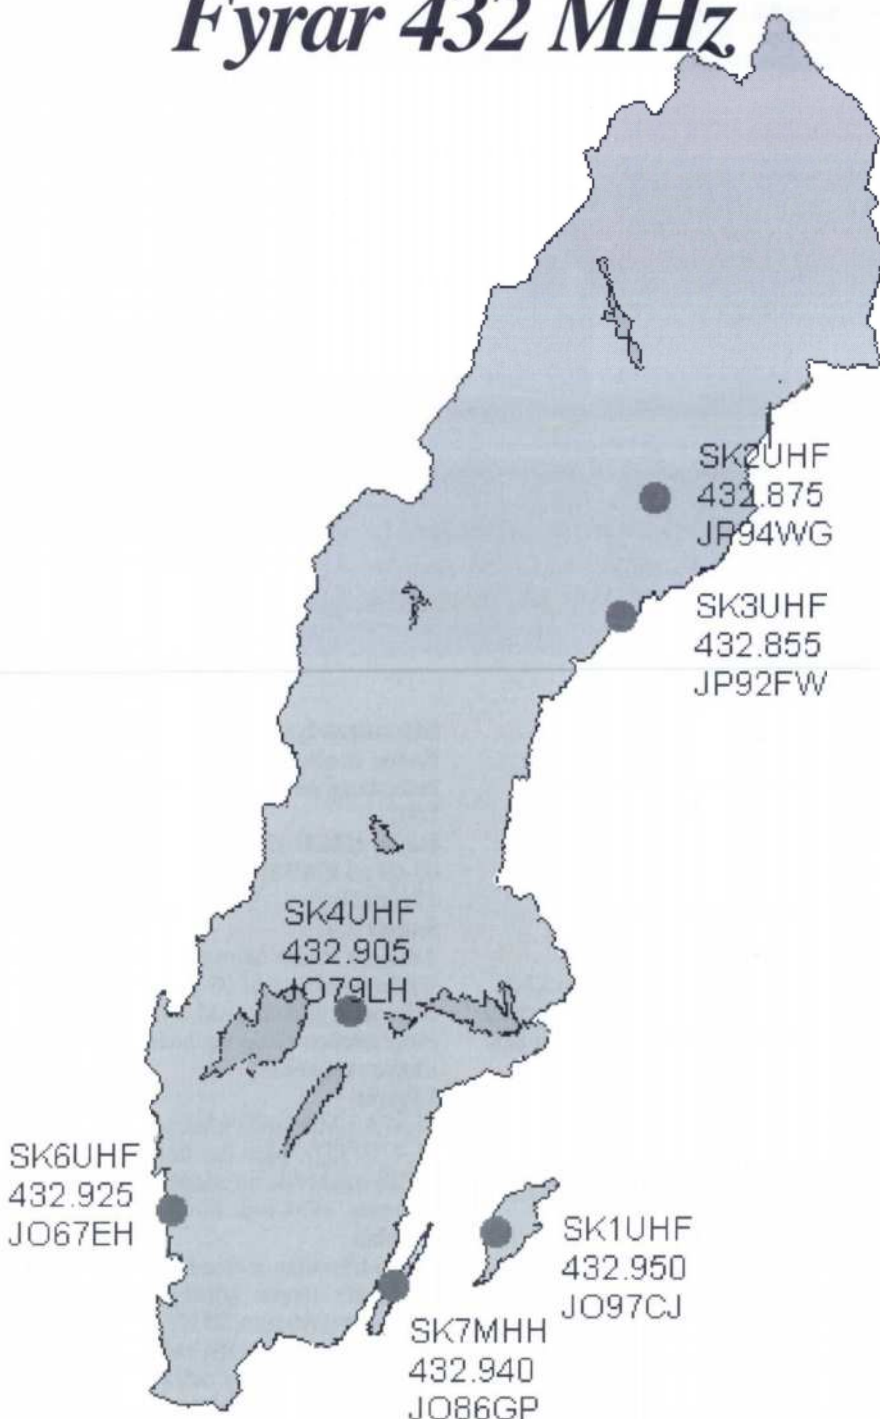 Fyrar 432 MHz
SK2UHF
432.875
JP94WG
SK3UHF
432.855
JP92FW
SK4UHF
432.905
JO79LH
SK6UHF
432.925
JO67EH
SK1UHF
432.950
JO97CJ
SK7MHH
432.940
JO86GP